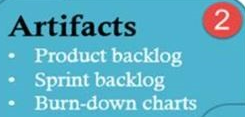 Artifacts
2
• Product backlog
• Sprint backlog
• Burn-down charts